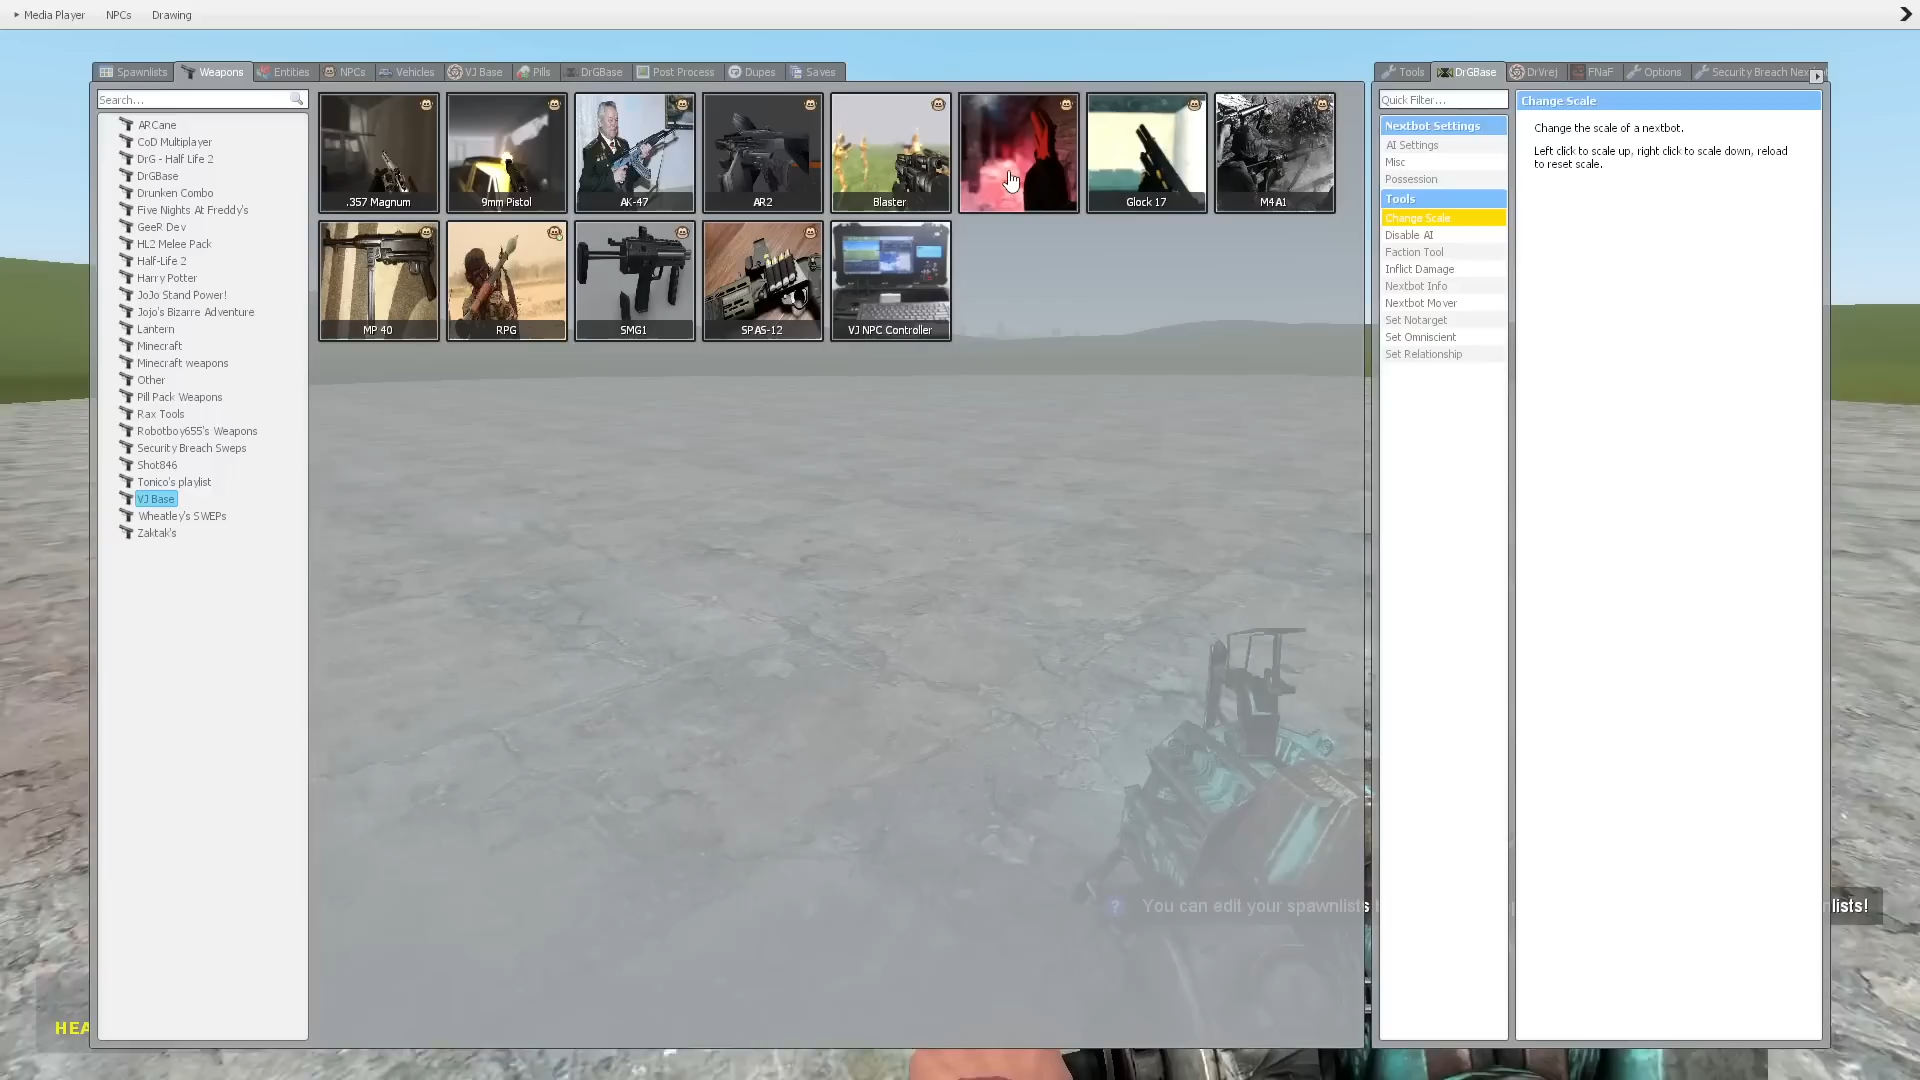 Media Player NPCs Drawing
Spawnlists Weapons Entities NPCs Vehicles VJ Base Pills DrGBase Post Process Dupes Saves
Tools DrGBase DrVrej FNaF Options Security Breach
Search...
ARCane
CoD Multiplayer
DrG - Half Life 2
DrGBase
Drunken Combo
Five Nights At Freddy's
GeeR Dev
HL2 Melee Pack
Half-Life 2
Harry Potter
JoJo Stand Power!
Jojo's Bizarre Adventure
Lantern
Minecraft
Minecraft weapons
Other
Pill Pack Weapons
Rax Tools
Robotboy655's Weapons
Security Breach Sweps
Shot846
Tonico's playlist
VJ Base
Wheatley's SWEPs
Zaktak's
.357 Magnum 9mm Pistol AK-47 AR2 Blaster Glock 17 M4A1
MP 40 RPG SMG1 SPAS-12 VJ NPC Controller
Quick Filter...
Nextbot Settings
AI Settings
Misc
Possession
Tools
Change Scale
Disable AI
Faction Tool
Inflict Damage
Nextbot Info
Nextbot Mover
Set Notarget
Set Omniscient
Set Relationship
Change Scale
Change the scale of a nextbot.
Left click to scale up, right click to scale down, reload
to reset scale.
? You can edit your spawnlists lists!
HEA